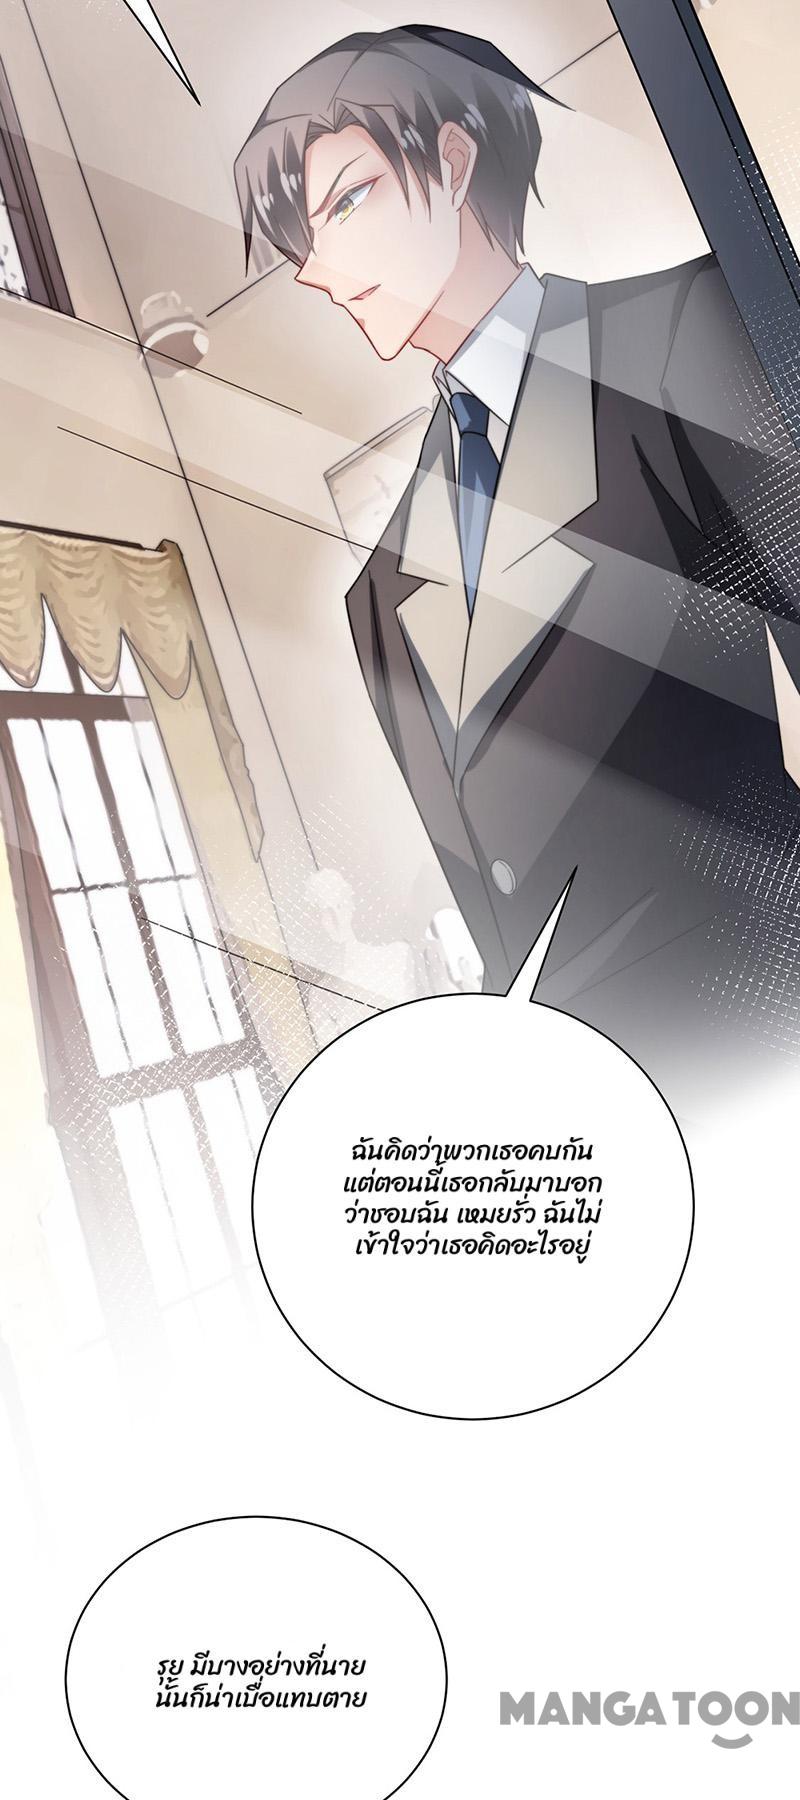 ฉันคิดว่าพวกเธอคบกัน
แต่ตอนนี้เธอกลับมาบอก
ว่าชอบฉัน เหมยรั่ว ฉันไม่
เข้าใจว่าเธอคิดอะไรอยู่
รุย มีบางอย่างที่นาย
นั้นก็น่าเบื่อแทบตาย
MANGATOON